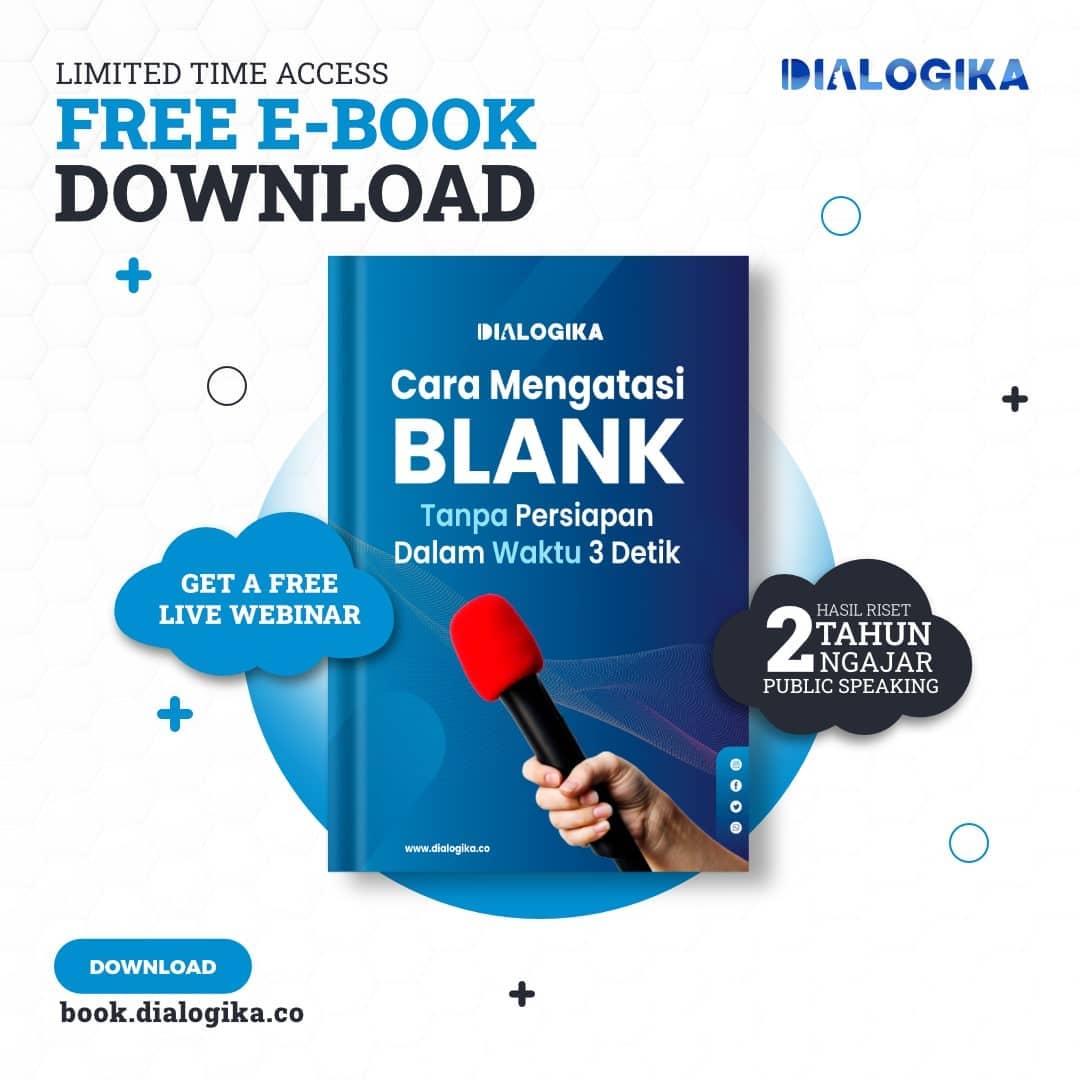 LIMITED TIME ACCESS
FREE E-BOOK
DOWNLOAD
DIALOGIKA
DIALOGIKA
Cara Mengatasi
BLANK
Tanpa Persiapan
Dalam Waktu 3 Detik
GET A FREE
LIVE WEBINAR
2
HASIL RISET
TAHUN
NGAJAR
PUBLIC SPEAKING
www.dialogika.co
DOWNLOAD
book.dialogika.co